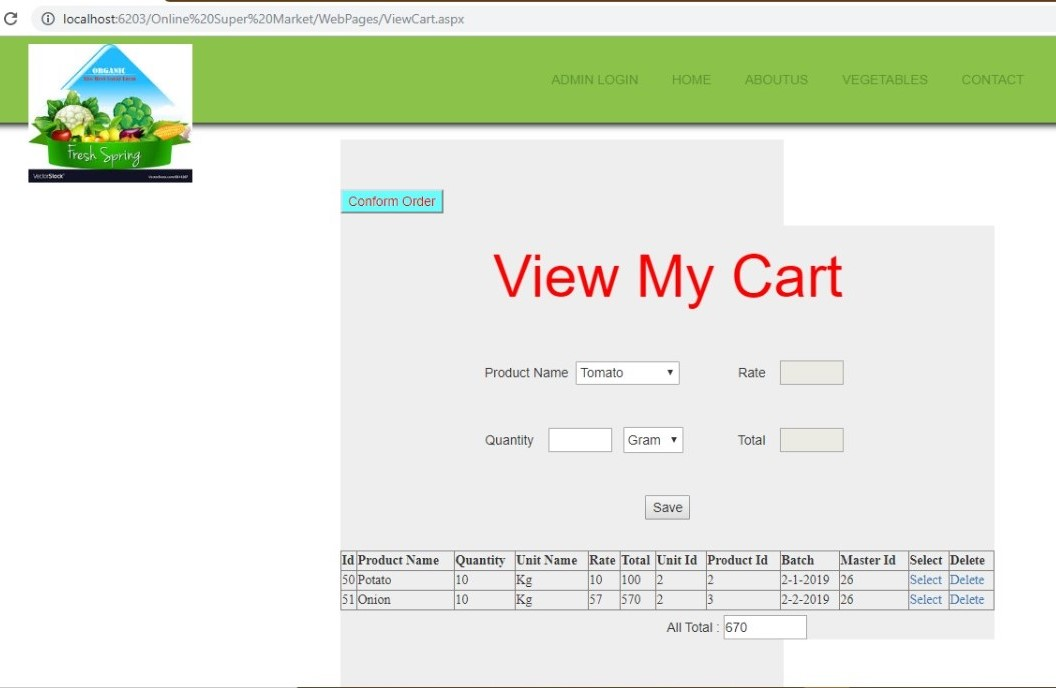 localhost:6203/Online%20Super%20Market/WebPages/ViewCart.aspx
ORGANIC
Fresh Spring
VectorStock
ADMIN LOGIN HOME ABOUTUS VEGETABLES CONTACT
Conform Order
View My Cart
Product Name Tomato Rate
Quantity Gram Total
Save
Id Product Name Quantity Unit Name Rate Total Unit Id Product Id Batch Master Id Select Delete
50 Potato 10 Kg 10 100 2 2 2-1-2019 26 Select Delete
51 Onion 10 Kg 57 570 2 3 2-2-2019 26 Select Delete
All Total : 670